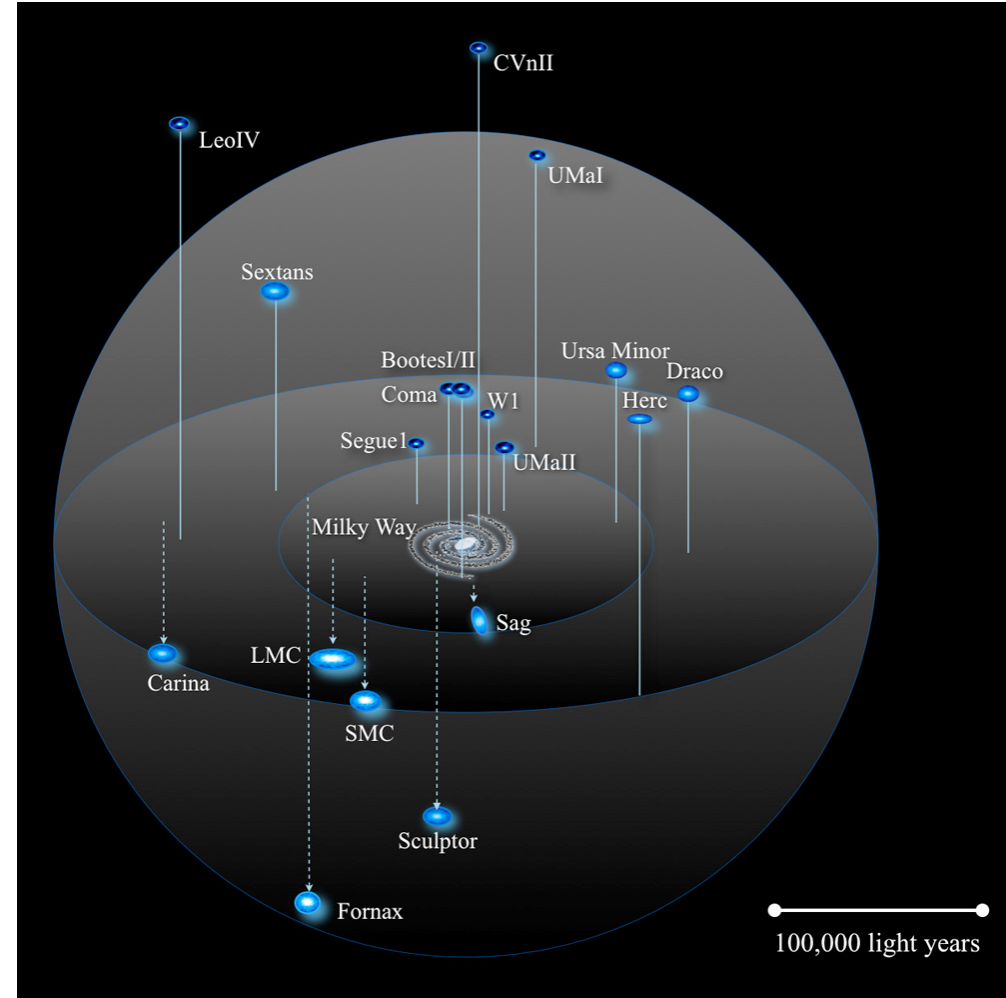 CVnII
LeoIV
UMaI
Sextans
Ursa Minor
BootesI/II
Draco
Coma
Herc
W1
Segue1
UMaII
Milky Way
Sag
LMC
Carina
SMC
Sculptor
Fornax
100,000 light years